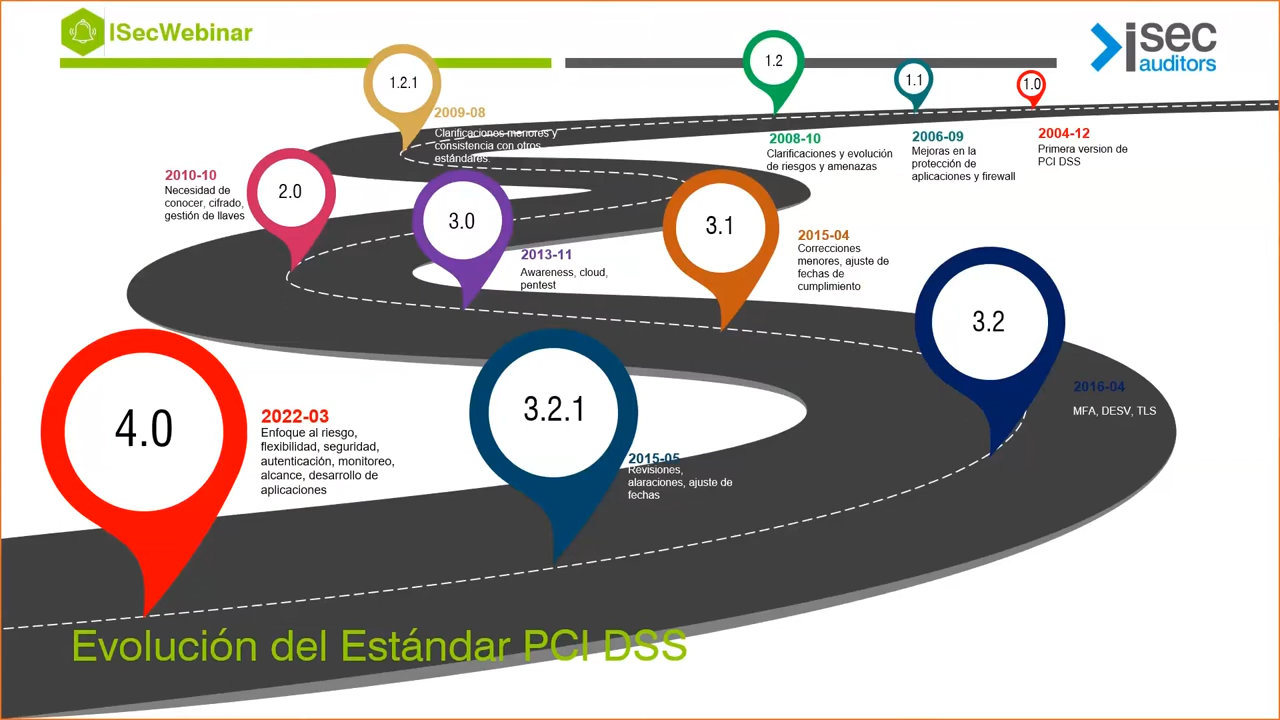 ISecWebinar
isec
auditors
1.0
2004-12
Primera version de
PCI DSS
1.1
2006-09
Mejoras en la
protección de
aplicaciones y firewall
1.2
2008-10
Clarificaciones y evolución
de riesgos y amenazas
1.2.1
2009-08
Clarificaciones menores y
consistencia con otros
estándares.
2.0
2010-10
Necesidad de
conocer, cifrado,
gestión de llaves
3.0
2013-11
Awareness, cloud,
pentest
3.1
2015-04
Correcciones
menores, ajuste de
fechas de
cumplimiento
3.2
2016-04
MFA, DESV, TLS
3.2.1
2015-05
Revisiones,
alaraciones, ajuste de
fechas
4.0
2022-03
Enfoque al riesgo,
flexibilidad, seguridad,
autenticación, monitoreo,
alcance, desarrollo de
aplicaciones
Evolución del Estándar PCI DSS